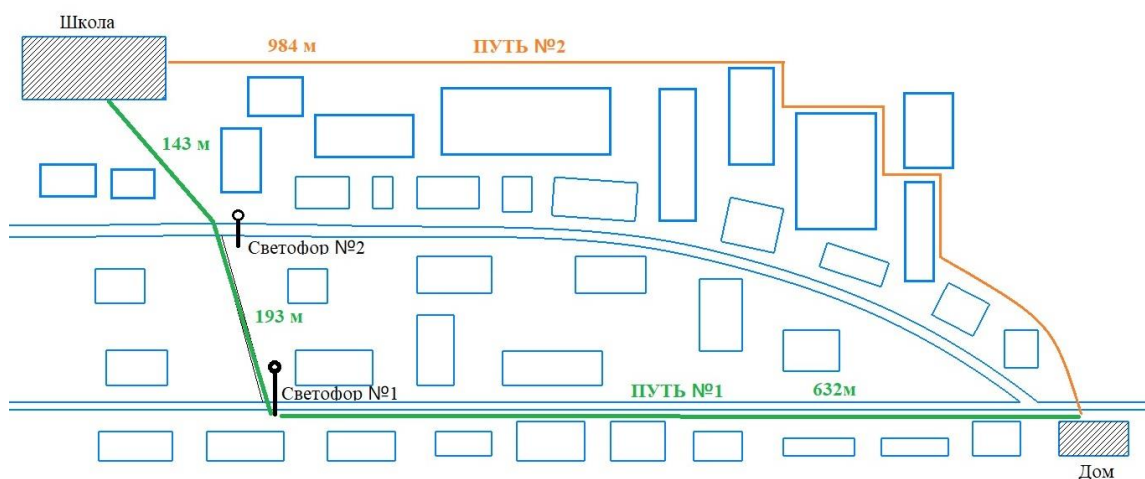 Школа
984 м
ПУТЬ №2
143 м
Светофор №2
193 м
Светофор №1
ПУТЬ №1
632м
Дом